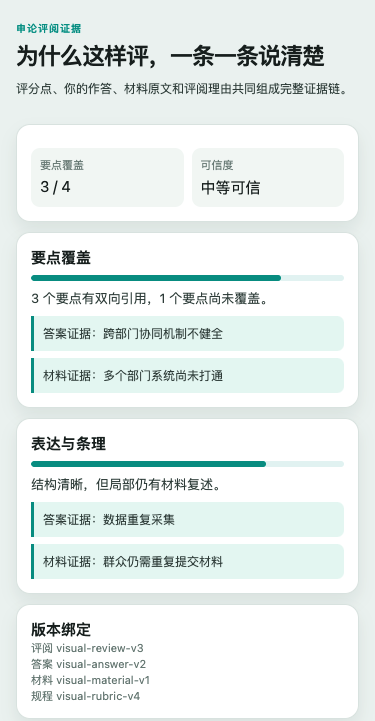 申论评阅证据
为什么这样评，一条一条说清楚
评分点、你的作答、材料原文和评阅理由共同组成完整证据链。
要点覆盖
3 / 4
可信度
中等可信
要点覆盖
3 个要点有双向引用，1 个要点尚未覆盖。
答案证据：跨部门协同机制不健全
材料证据：多个部门系统尚未打通
表达与条理
结构清晰，但局部仍有材料复述。
答案证据：数据重复采集
材料证据：群众仍需重复提交材料
版本绑定
评阅 visual-review-v3
答案 visual-answer-v2
材料 visual-material-v1
规程 visual-rubric-v4